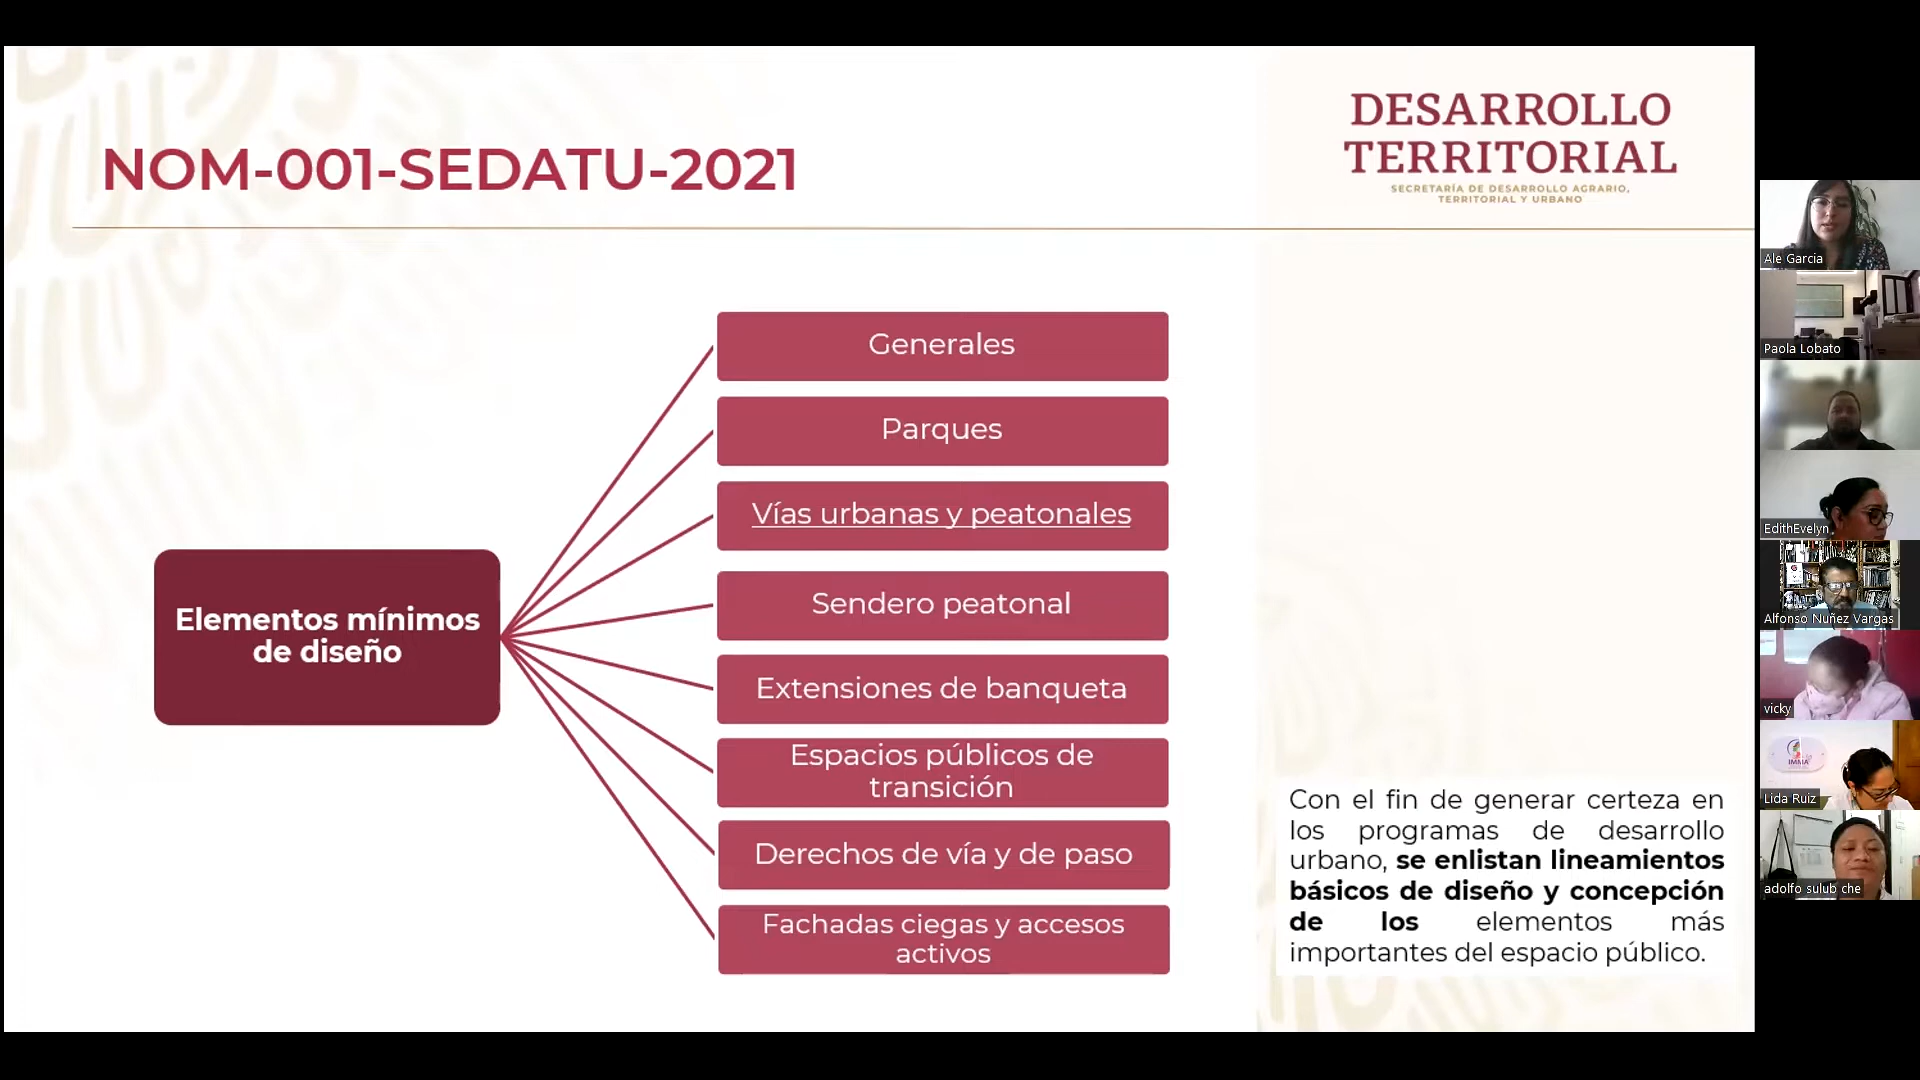 NOM-001-SEDATU-2021
DESARROLLO
TERRITORIAL
SECRETARÍA DE DESARROLLO AGRARIO,
TERRITORIAL Y URBANO
Elementos mínimos
de diseño
Generales
Parques
Vías urbanas y peatonales
Sendero peatonal
Extensiones de banqueta
Espacios públicos de
transición
Derechos de vía y de paso
Fachadas ciegas y accesos
activos
Con el fin de generar certeza en
los programas de desarrollo
urbano, se enlistan lineamientos
básicos de diseño y concepción
de los elementos más
importantes del espacio público.
Ale Garcia
Paola Lobato
EdithEvelyn
Alfonso Nuñez Vargas
vicky
IMMA
Lida Ruiz
adolfo sulub che